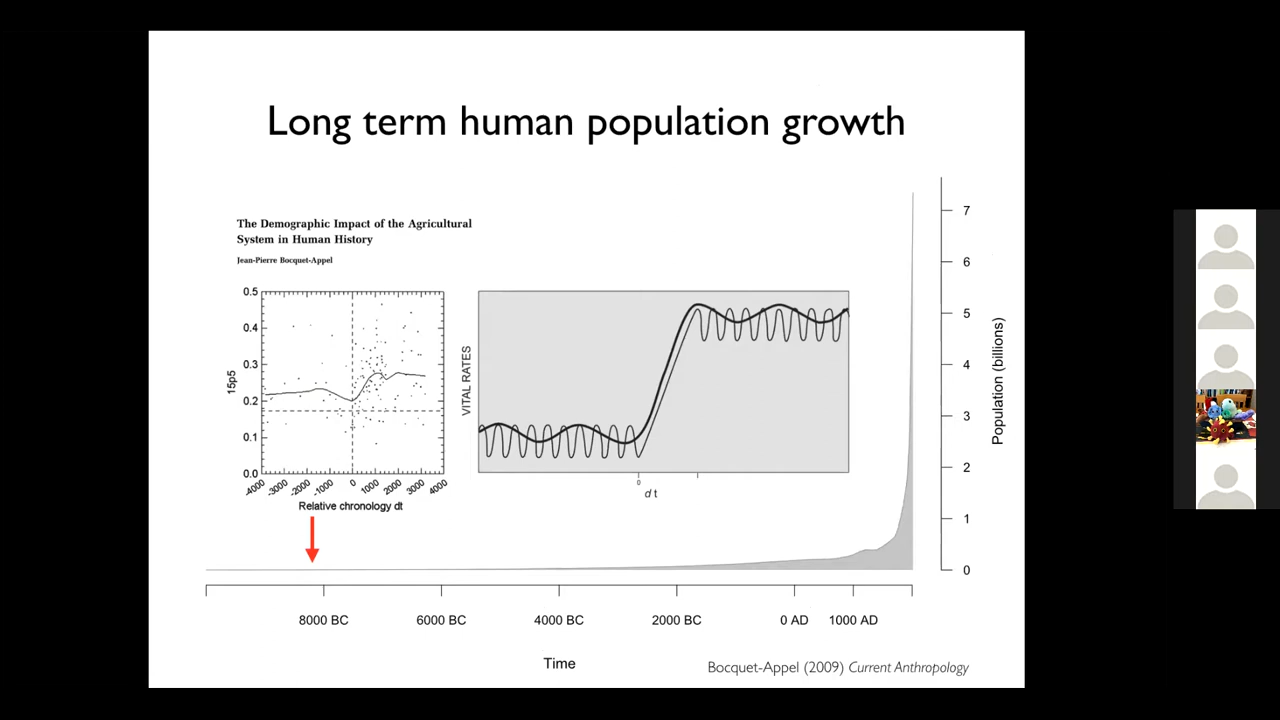 Long term human population growth
The Demographic Impact of the Agricultural
System in Human History
Jean-Pierre Bocquet-Appel
0.5
0.4
0.3
0.2
0.1
0.0
15p5
-4000
-3000
-2000
-1000
0
1000
2000
3000
4000
Relative chronology dt
VITAL RATES
0
d t
7
6
5
4
3
2
1
0
Population (billions)
8000 BC
6000 BC
4000 BC
2000 BC
0 AD
1000 AD
Time
Bocquet-Appel (2009) Current Anthropology